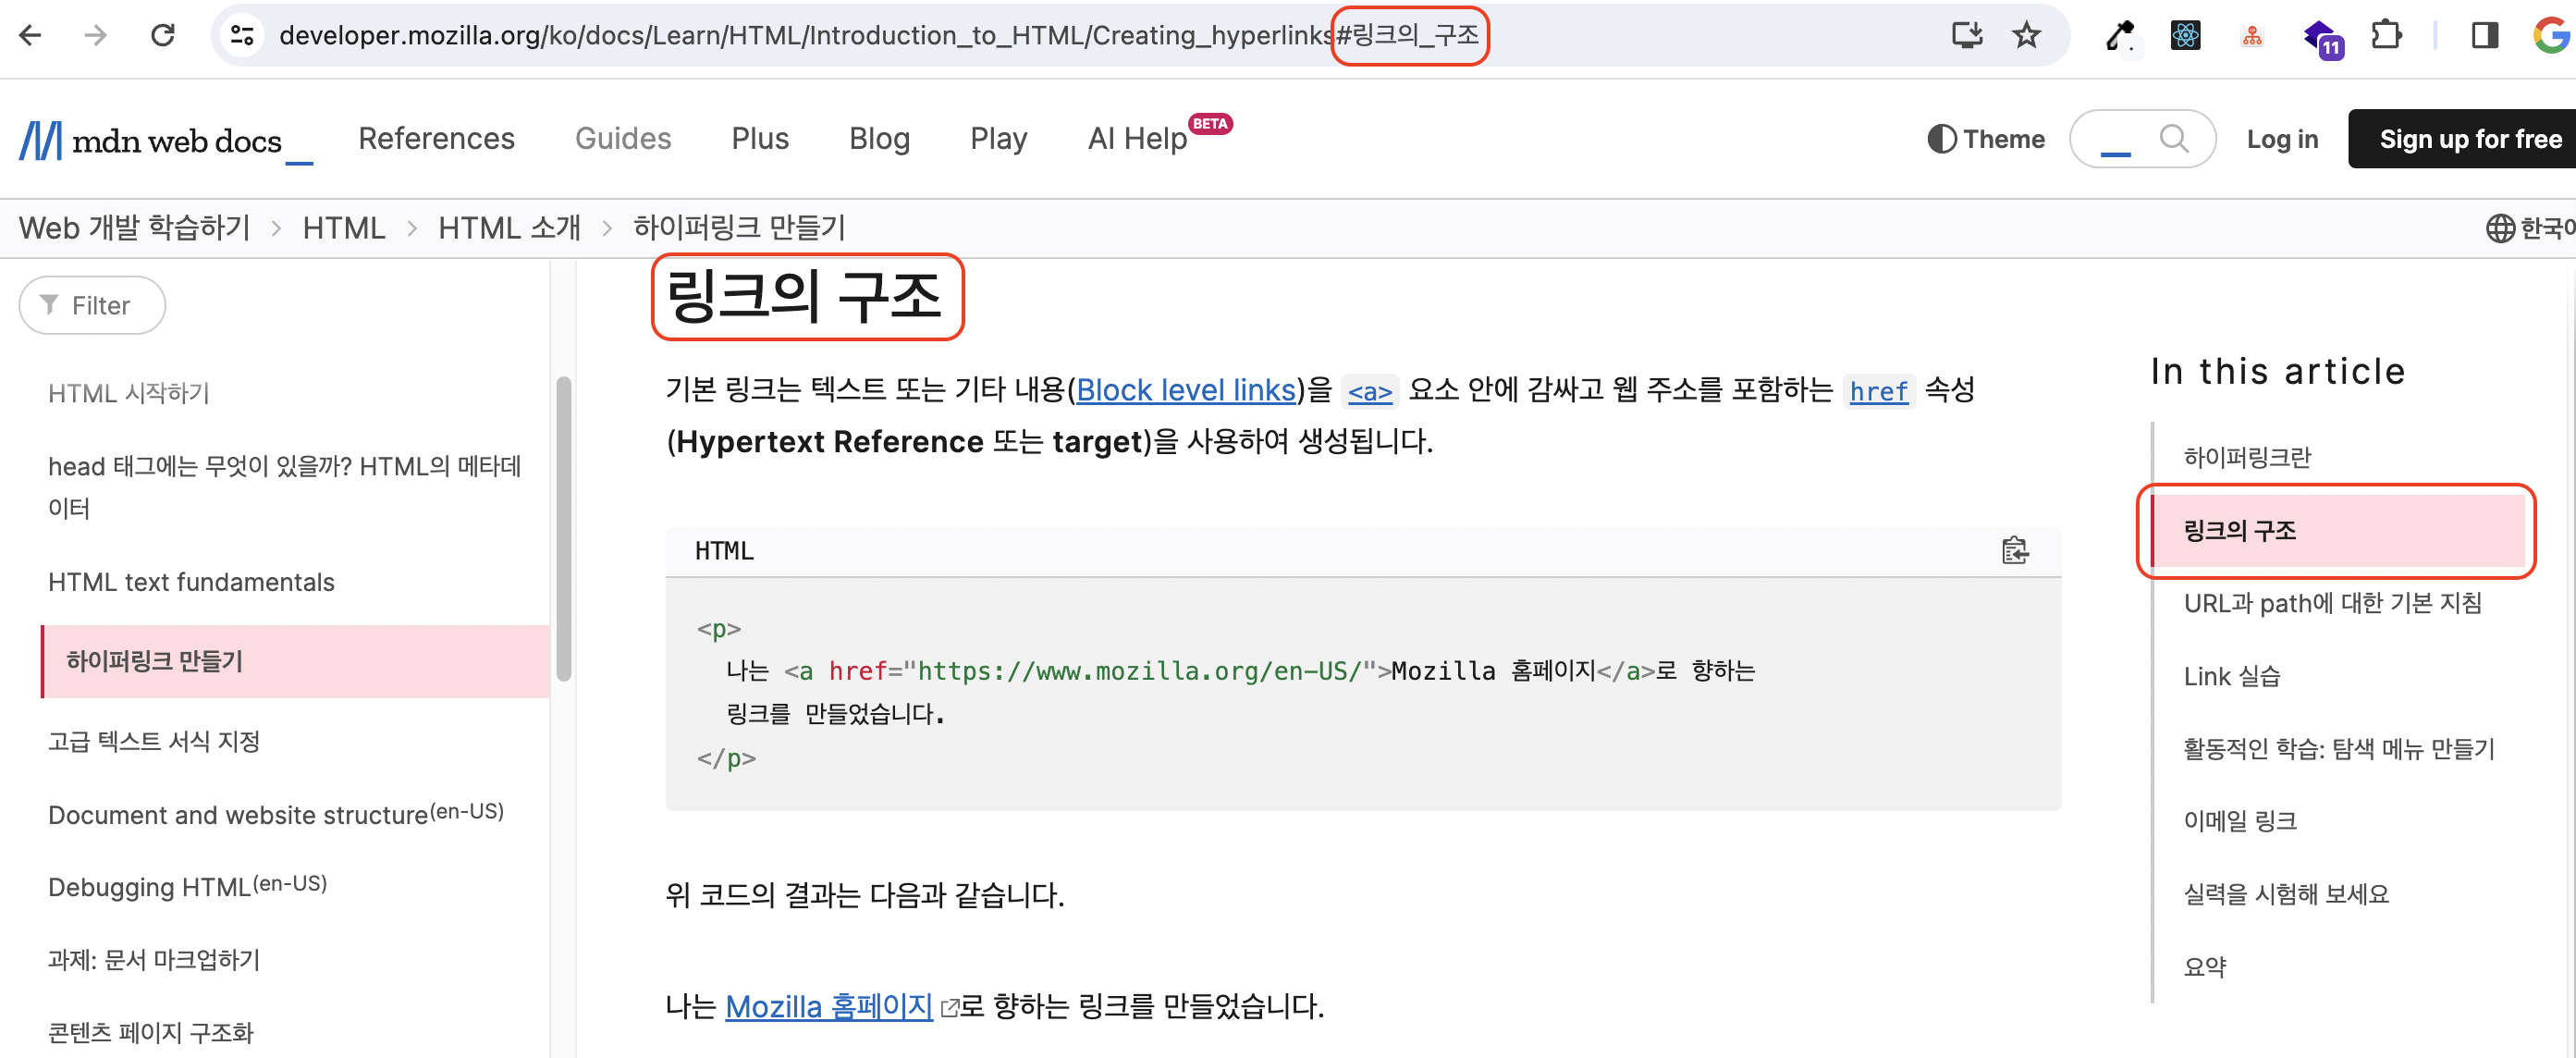 developer.mozilla.org/ko/docs/Learn/HTML/Introduction_to_HTML/Creating_hyperlinks#링크의_구조
11
mdn web docs_
References
Guides
Plus
Blog
Play
AI Help BETA
Theme
Log in
Sign up for free
Web 개발 학습하기 > HTML > HTML 소개 > 하이퍼링크 만들기
한국어
Filter
HTML 시작하기
head 태그에는 무엇이 있을까? HTML의 메타데
이터
HTML text fundamentals
하이퍼링크 만들기
고급 텍스트 서식 지정
Document and website structure(en-US)
Debugging HTML(en-US)
과제: 문서 마크업하기
콘텐츠 페이지 구조화
링크의 구조
기본 링크는 텍스트 또는 기타 내용(Block level links)을 <a> 요소 안에 감싸고 웹 주소를 포함하는 href 속성
(Hypertext Reference 또는 target)을 사용하여 생성됩니다.
HTML
<p>
나는 <a href="https://www.mozilla.org/en-US/">Mozilla 홈페이지</a>로 향하는
링크를 만들었습니다.
</p>
위 코드의 결과는 다음과 같습니다.
나는 Mozilla 홈페이지로 향하는 링크를 만들었습니다.
In this article
하이퍼링크란
링크의 구조
URL과 path에 대한 기본 지침
Link 실습
활동적인 학습: 탐색 메뉴 만들기
이메일 링크
실력을 시험해 보세요
요약